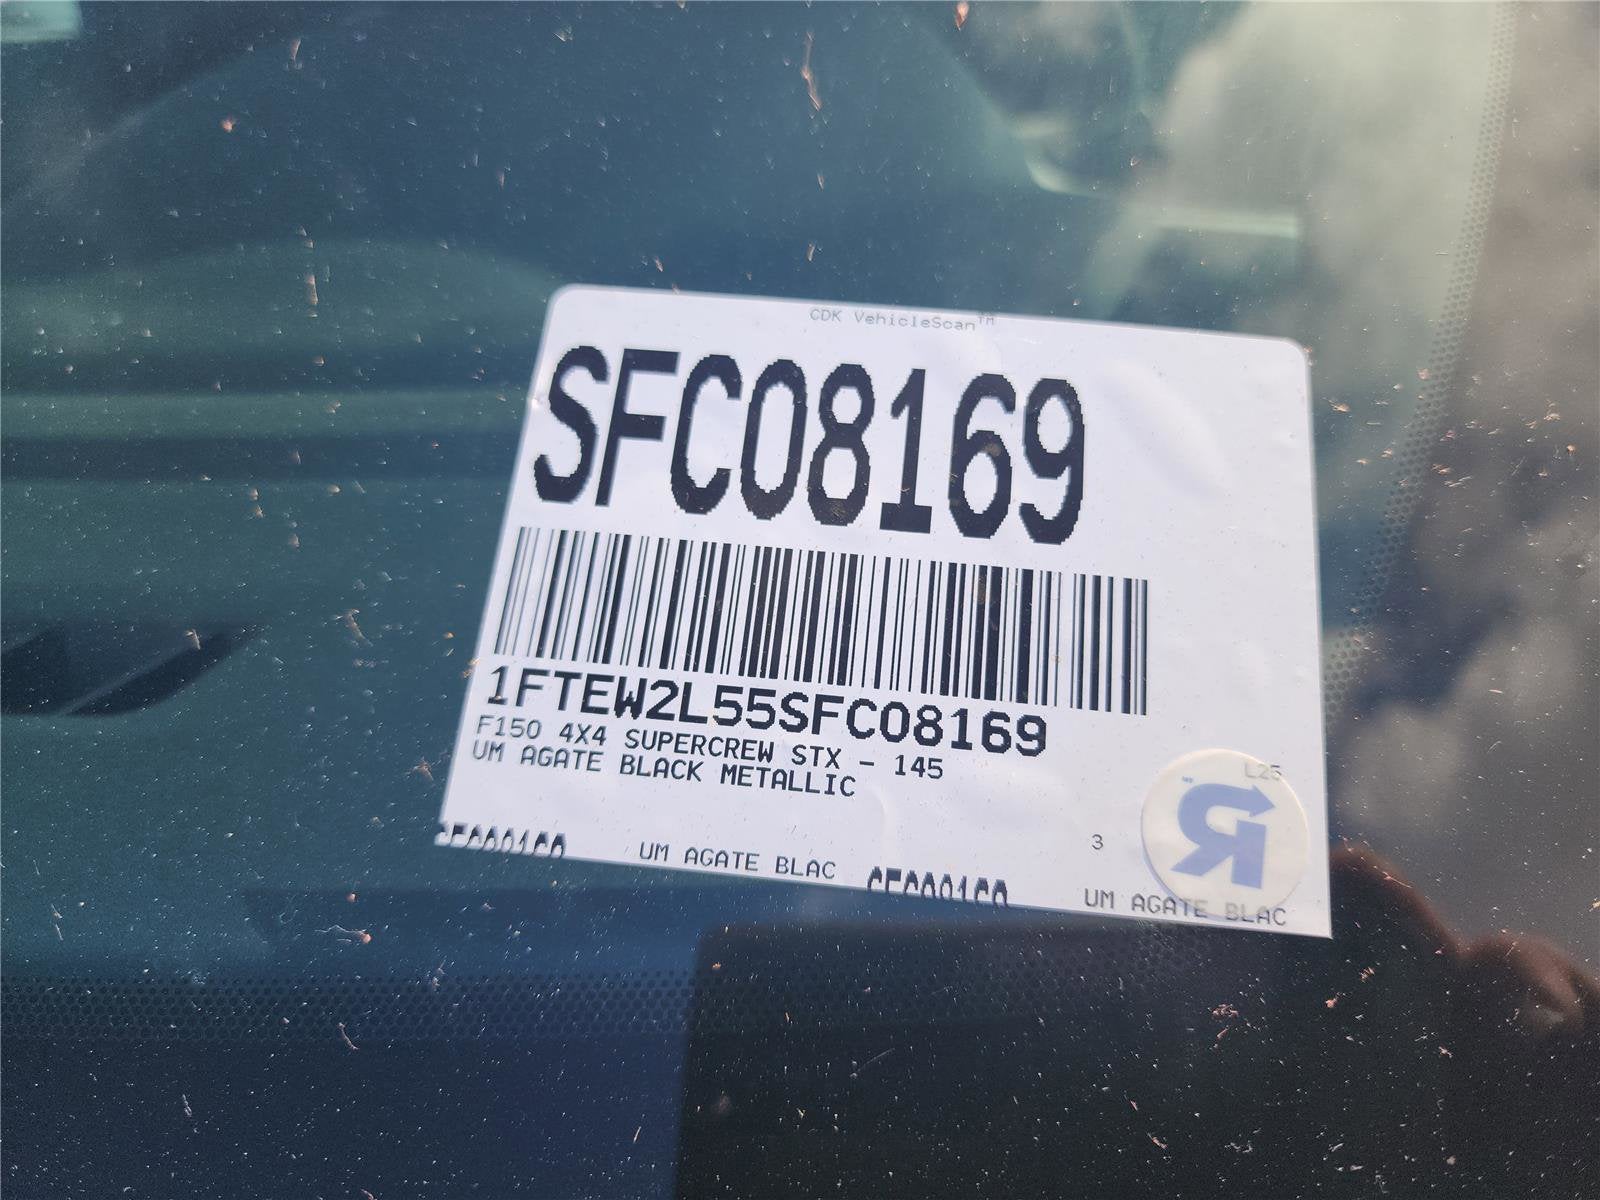 CDK VehicleScan™
SFC08169
1FTEW2L55SFC08169
F150 4X4 SUPERCREW STX - 145
UM AGATE BLACK METALLIC
L25
3
UM AGATE BLAC
UM AGATE BLAC